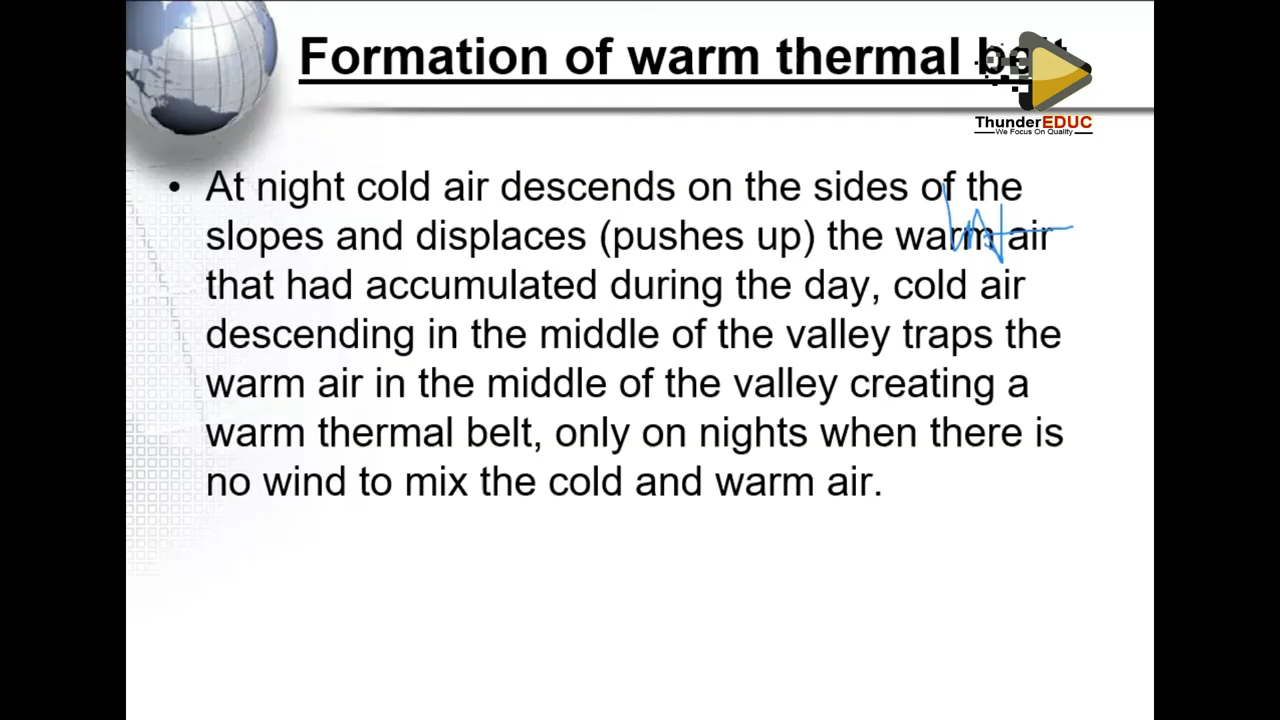 Formation of warm thermal belt
ThunderEDUC
We Focus On Quality
• At night cold air descends on the sides of the
slopes and displaces (pushes up) the warm air
that had accumulated during the day, cold air
descending in the middle of the valley traps the
warm air in the middle of the valley creating a
warm thermal belt, only on nights when there is
no wind to mix the cold and warm air.